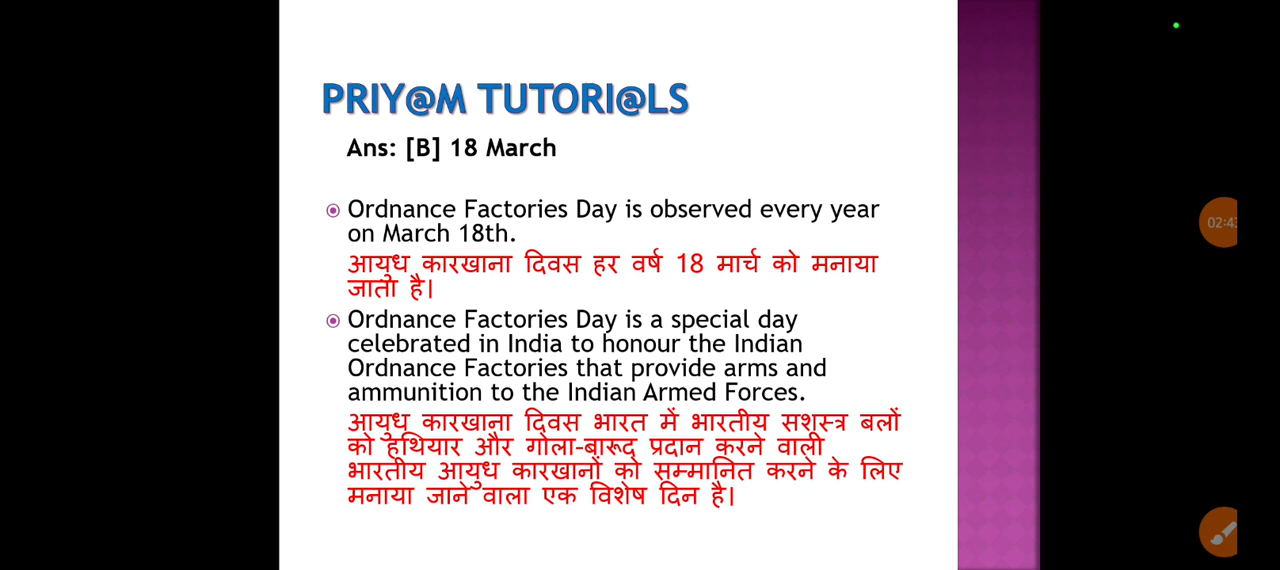 PRIY@M TUTORI@LS
Ans: [B] 18 March
Ordnance Factories Day is observed every year
on March 18th.
आयुध कारखाना दिवस हर वर्ष 18 मार्च को मनाया
जाता है।
Ordnance Factories Day is a special day
celebrated in India to honour the Indian
Ordnance Factories that provide arms and
ammunition to the Indian Armed Forces.
आयुध कारखाना दिवस भारत में भारतीय सशस्त्र बलों
को हथियार और गोला-बारूद प्रदान करने वाली
भारतीय आयुध कारखानों को सम्मानित करने के लिए
मनाया जाने वाला एक विशेष दिन है।
02:43